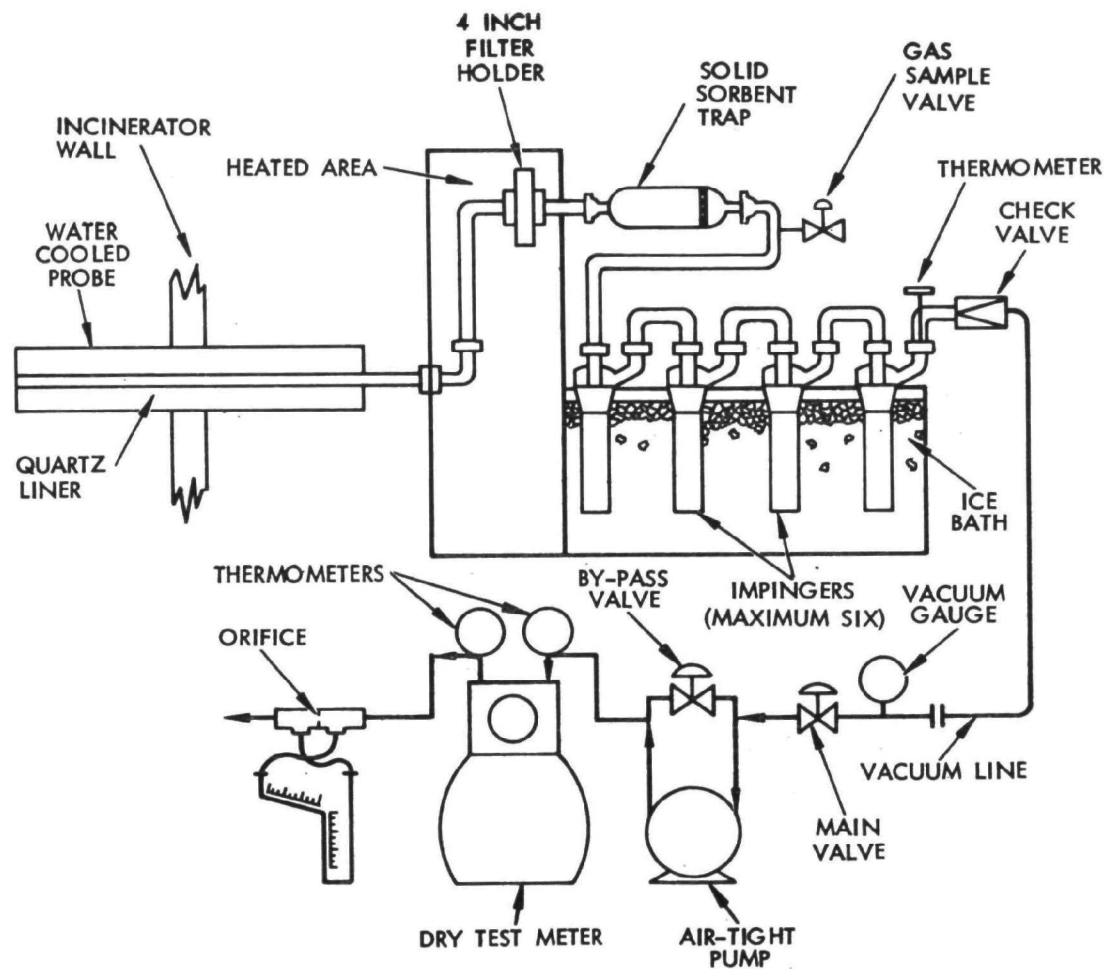 4 INCH
FILTER
HOLDER
GAS
SAMPLE
VALVE
SOLID
SORBENT
TRAP
INCINERATOR
WALL
HEATED AREA
THERMOMETER
CHECK
VALVE
WATER
COOLED
PROBE
QUARTZ
LINER
ICE
BATH
THERMOMETERS
BY-PASS
VALVE
IMPINGERS
(MAXIMUM SIX)
VACUUM
GAUGE
ORIFICE
VACUUM LINE
MAIN
VALVE
DRY TEST METER
AIR-TIGHT
PUMP